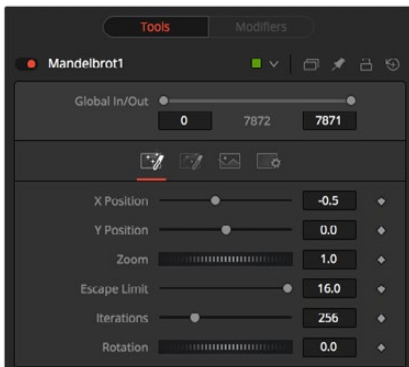 Tools Modifiers
Mandelbrot1
Global In/Out
0 7872 7871
X Position -0.5
Y Position 0.0
Zoom 1.0
Escape Limit 16.0
Iterations 256
Rotation 0.0